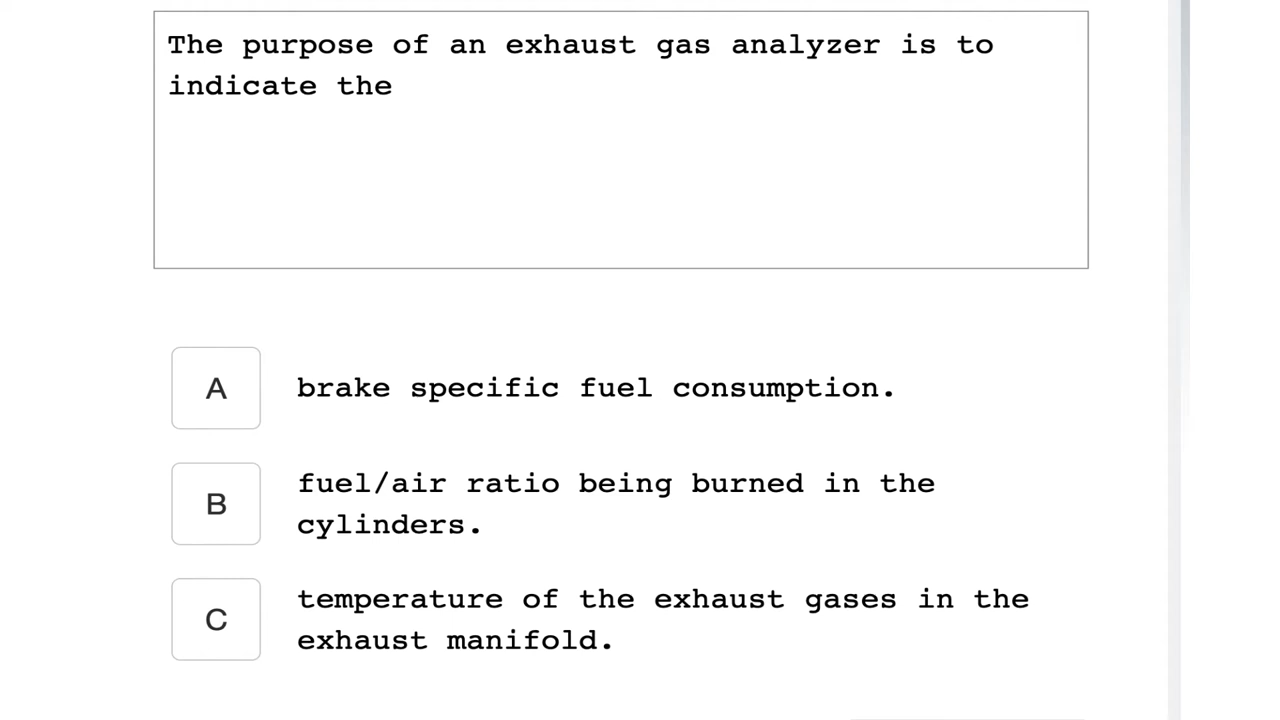 The purpose of an exhaust gas analyzer is to
indicate the
A
brake specific fuel consumption.
B
fuel/air ratio being burned in the
cylinders.
C
temperature of the exhaust gases in the
exhaust manifold.